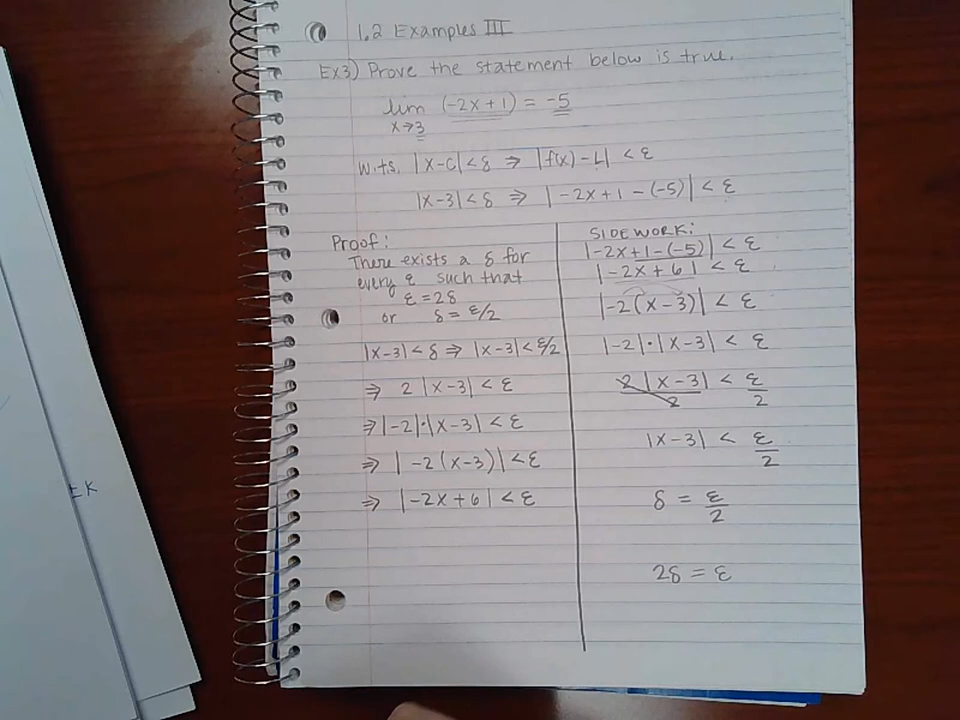 1.2 Examples III
Ex3) Prove the statement below is true.
lim (-2x+1) = -5
x→3
W.t.s. |x-c|<δ ⇒ |f(x)-L| < ε
|x-3|<δ ⇒ |-2x+1-(-5)| < ε
Proof:
There exists a δ for
every ε such that
ε = 2δ
or δ = ε/2
|x-3|<δ ⇒ |x-3|<ε/2
⇒ 2|x-3|<ε
⇒|-2|·|x-3|<ε
⇒ |-2(x-3)|<ε
⇒ |-2x+6|<ε
SIDEWORK:
|-2x+1-(-5)| < ε
|-2x+6| < ε
|-2(x-3)| < ε
|-2|·|x-3| < ε
2|x-3| < ε
2 2
|x-3| < ε
2
δ = ε
2
2δ = ε
EK